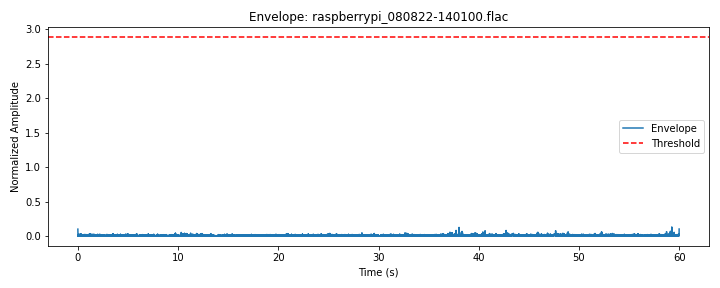 Envelope: raspberrypi_080822-140100.flac
3.0
2.5
2.0
1.5
1.0
0.5
0.0
Normalized Amplitude
Envelope
Threshold
0 10 20 30 40 50 60
Time (s)